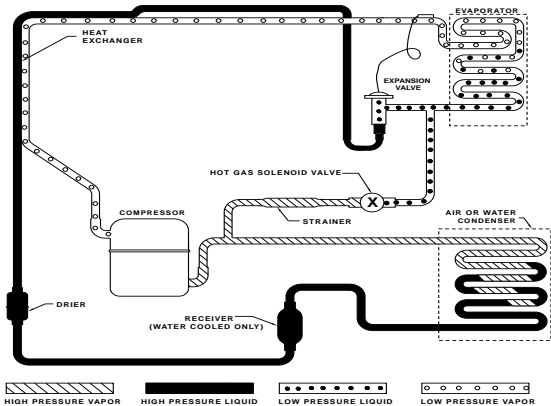 EVAPORATOR
HEAT
EXCHANGER
EXPANSION
VALVE
HOT GAS SOLENOID VALVE
X
STRAINER
COMPRESSOR
AIR OR WATER
CONDENSER
DRIER
RECEIVER
(WATER COOLED ONLY)
HIGH PRESSURE VAPOR
HIGH PRESSURE LIQUID
LOW PRESSURE LIQUID
LOW PRESSURE VAPOR